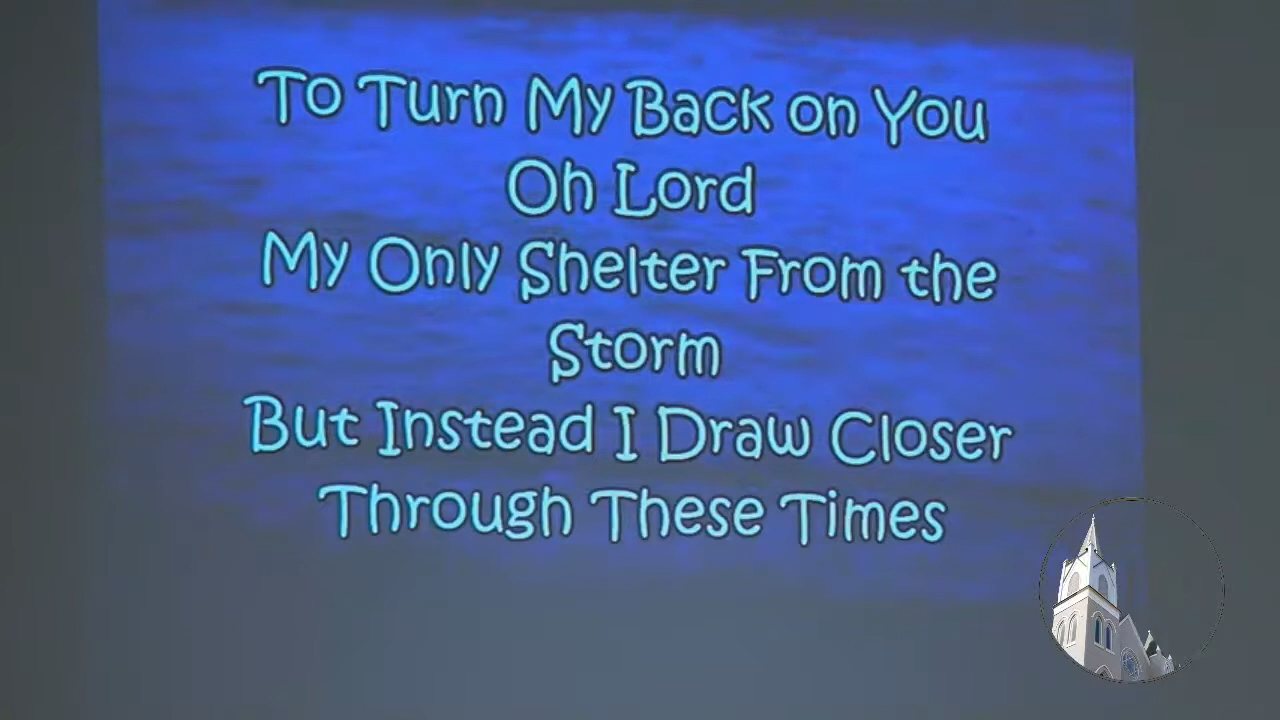 To Turn My Back on You
Oh Lord
My Only Shelter From the
Storm
But Instead I Draw Closer
Through These Times